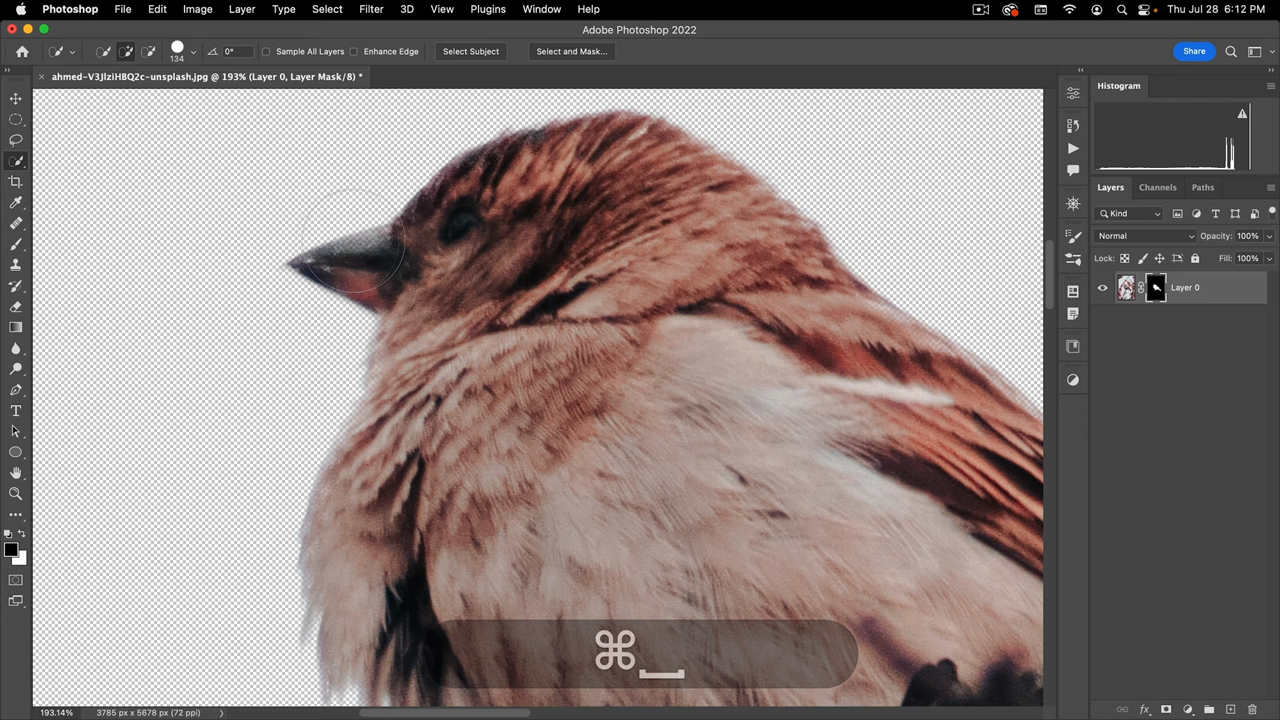 Photoshop File Edit Image Layer Type Select Filter 3D View Plugins Window Help Thu Jul 28 6:12 PM
Adobe Photoshop 2022
134 0° Sample All Layers Enhance Edge Select Subject Select and Mask... Share
ahmed-V3JlziH8Q2c-unsplash.jpg @ 193% (Layer 0, Layer Mask/8) *
Histogram
Layers Channels Paths
Kind
Normal Opacity: 100%
Lock: Fill: 100%
Layer 0
⌘
193.14% 3785 px x 5678 px (72 ppi)